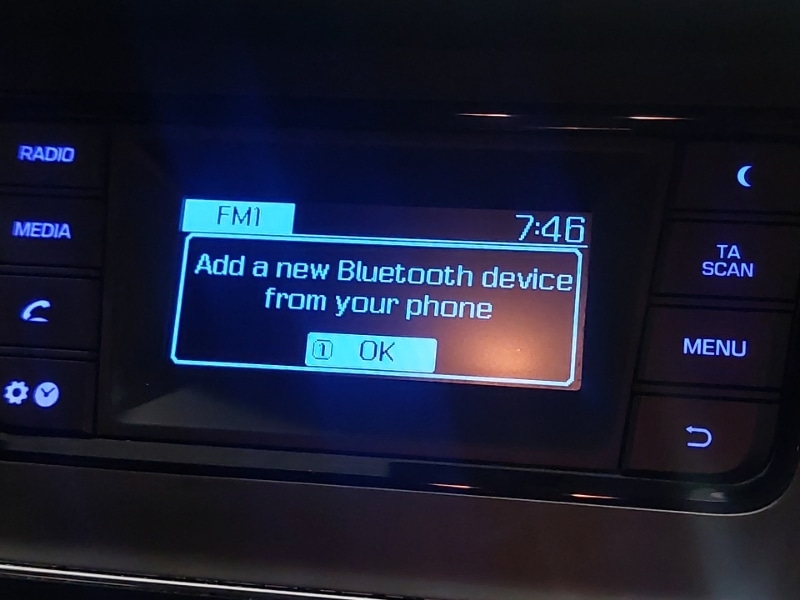 RADIO
MEDIA
FM1
7:46
Add a new Bluetooth device
from your phone
1 OK
TA
SCAN
MENU